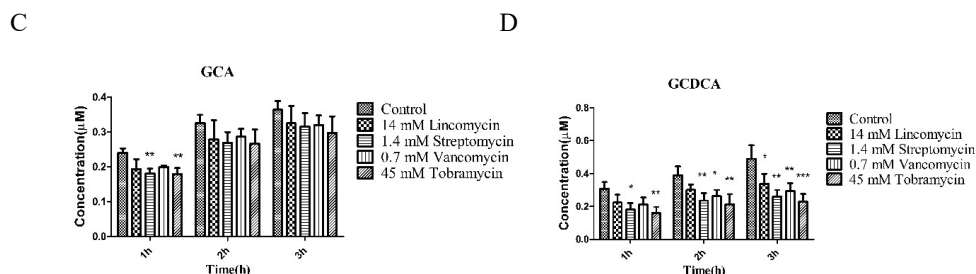 C
D
GCA
Concentration(μM)
0.4
0.3
0.2
0.1
0.0
** **
1h 2h 3h
Time(h)
Control
14 mM Lincomycin
1.4 mM Streptomycin
0.7 mM Vancomycin
45 mM Tobramycin
GCDCA
Concentration(μM)
0.8
0.6
0.4
0.2
0.0
* **
** * **
* ** ** ***
1h 2h 3h
Time(h)
Control
14 mM Lincomycin
1.4 mM Streptomycin
0.7 mM Vancomycin
45 mM Tobramycin